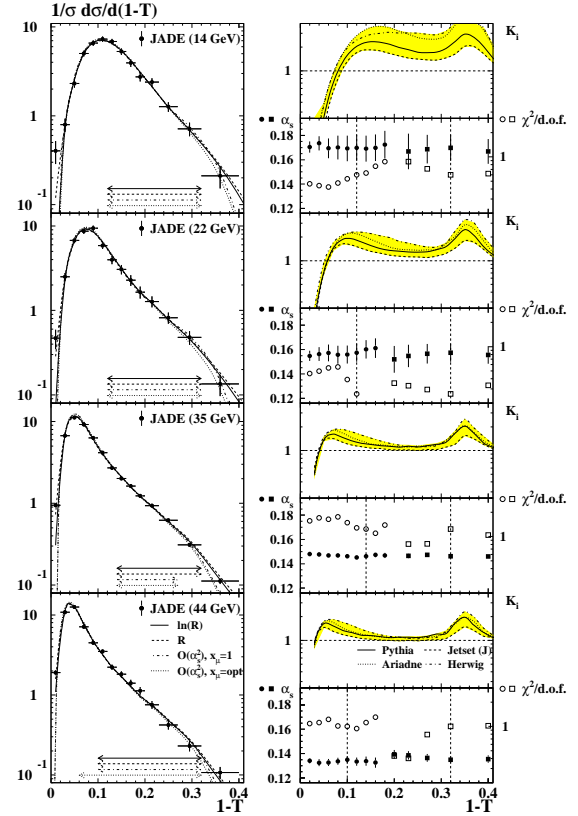 1/σ dσ/d(1-T)
JADE (14 GeV)
10
1
10⁻¹
K_i
1
α_s
χ²/d.o.f.
0.18
0.16
0.14
0.12
1
JADE (22 GeV)
10
1
10⁻¹
K_i
1
α_s
χ²/d.o.f.
0.18
0.16
0.14
0.12
1
JADE (35 GeV)
10
1
10⁻¹
K_i
1
α_s
χ²/d.o.f.
0.18
0.16
0.14
0.12
1
JADE (44 GeV)
ln(R)
R
O(α_s²), x_μ=1
O(α_s²), x_μ=opt
10
1
10⁻¹
K_i
1
Pythia
Jetset (J)
Ariadne
Herwig
α_s
χ²/d.o.f.
0.18
0.16
0.14
0.12
1
0 0.1 0.2 0.3 0.4
1-T
0 0.1 0.2 0.3 0.4
1-T